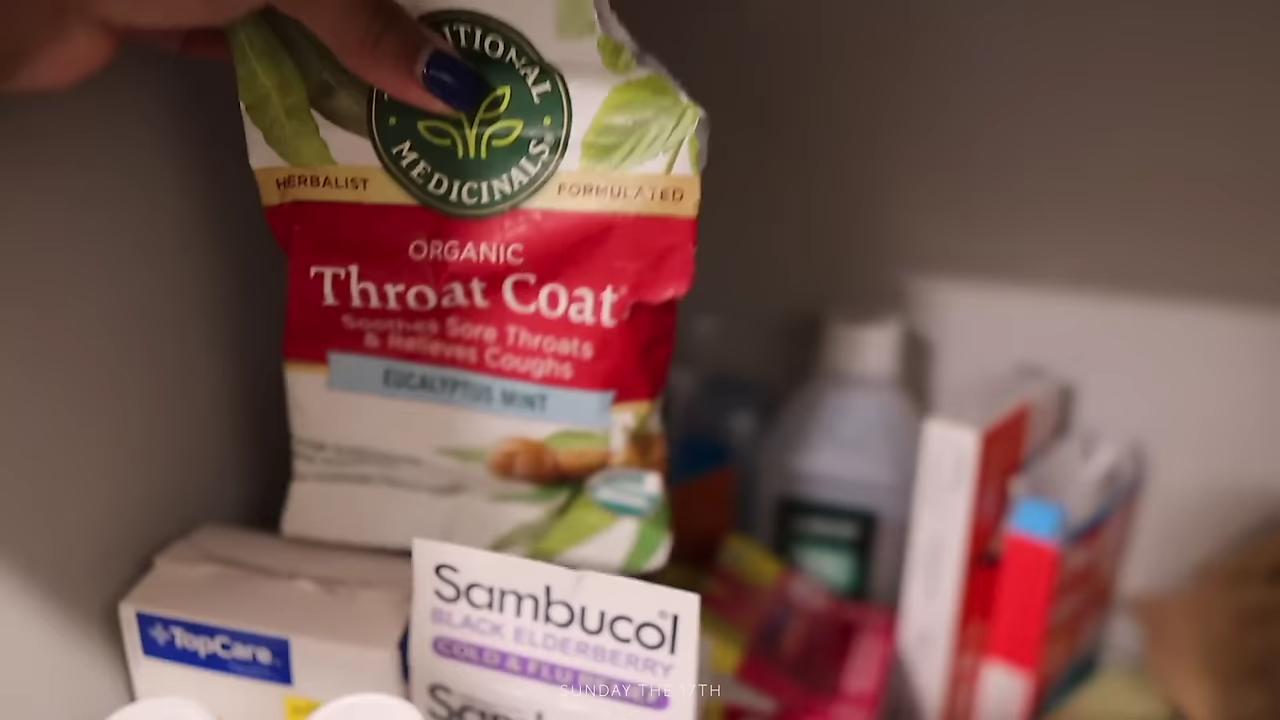 TIONAL
MEDICINALS
HERBALIST FORMULATED
ORGANIC
Throat Coat
Soothes Sore Throats
& Relieves Coughs
EUCALYPTUS MINT
Sambucol
BLACK ELDERBERRY
COLD & FLU
TopCare
SUNDAY THE 17TH